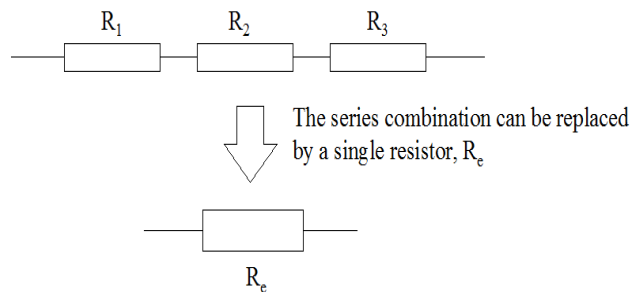 R₁ R₂ R₃
The series combination can be replaced
by a single resistor, Rₑ
Rₑ